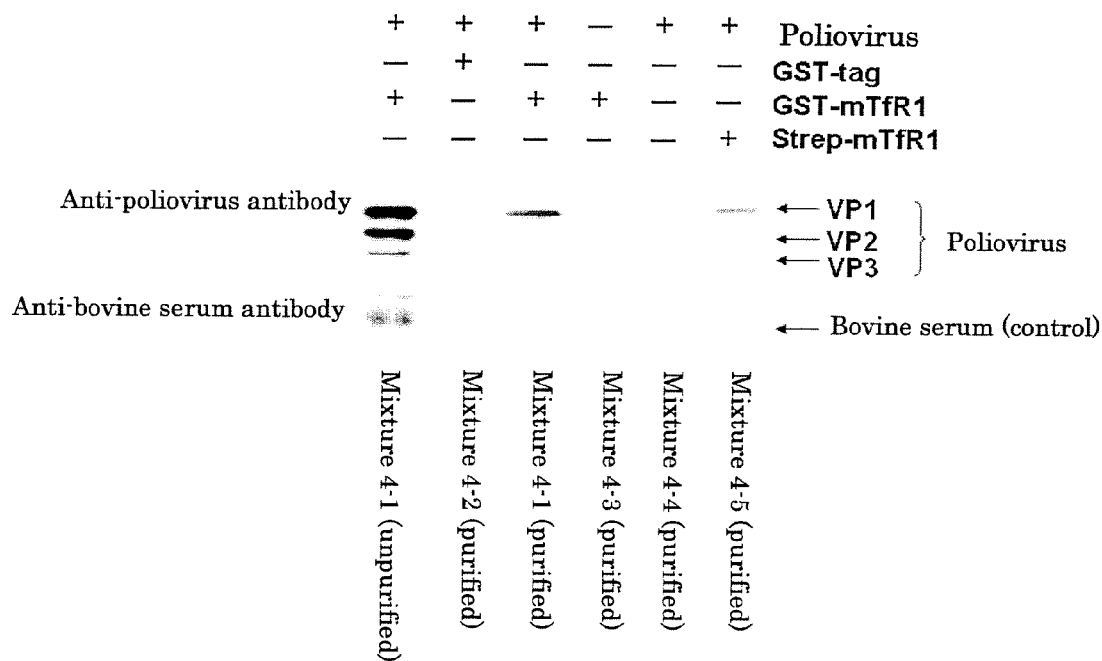 + + + — + + Poliovirus
— + — — — — GST-tag
+ — + + — — GST-mTfR1
— — — — — + Strep-mTfR1
Anti-poliovirus antibody
VP1
VP2
VP3
Poliovirus
Anti-bovine serum antibody
Bovine serum (control)
Mixture 4-1 (unpurified)
Mixture 4-2 (purified)
Mixture 4-1 (purified)
Mixture 4-3 (purified)
Mixture 4-4 (purified)
Mixture 4-5 (purified)